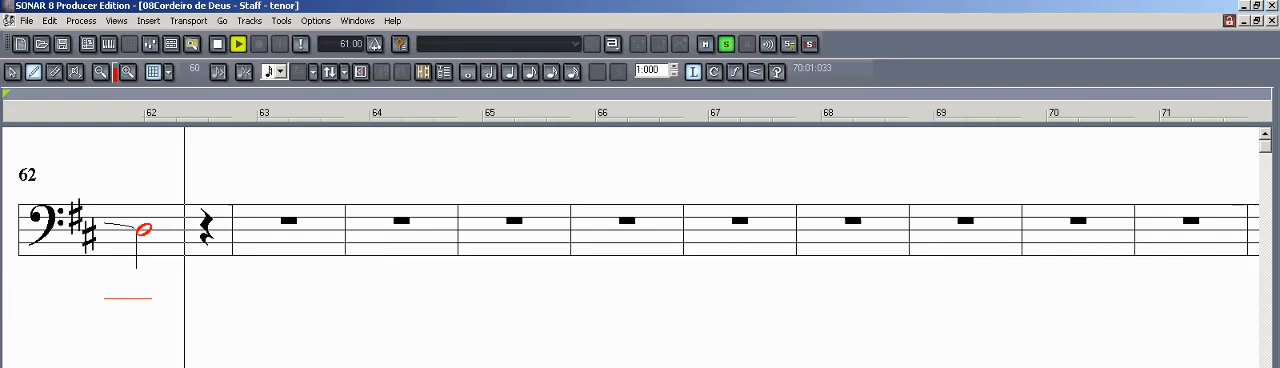 SONAR 8 Producer Edition - [08Cordeiro de Deus - Staff - tenor]
File Edit Process Views Insert Transport Go Tracks Tools Options Windows Help
61.00
60 1:000 L C 70:01:033
62 63 64 65 66 67 68 69 70 71
62